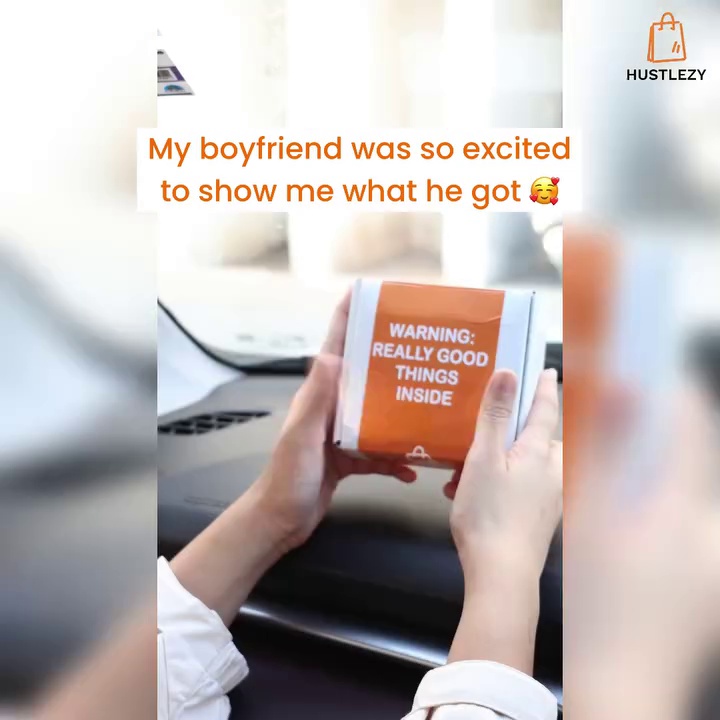 HUSTLEZY
My boyfriend was so excited
to show me what he got 🥰
WARNING:
REALLY GOOD
THINGS
INSIDE